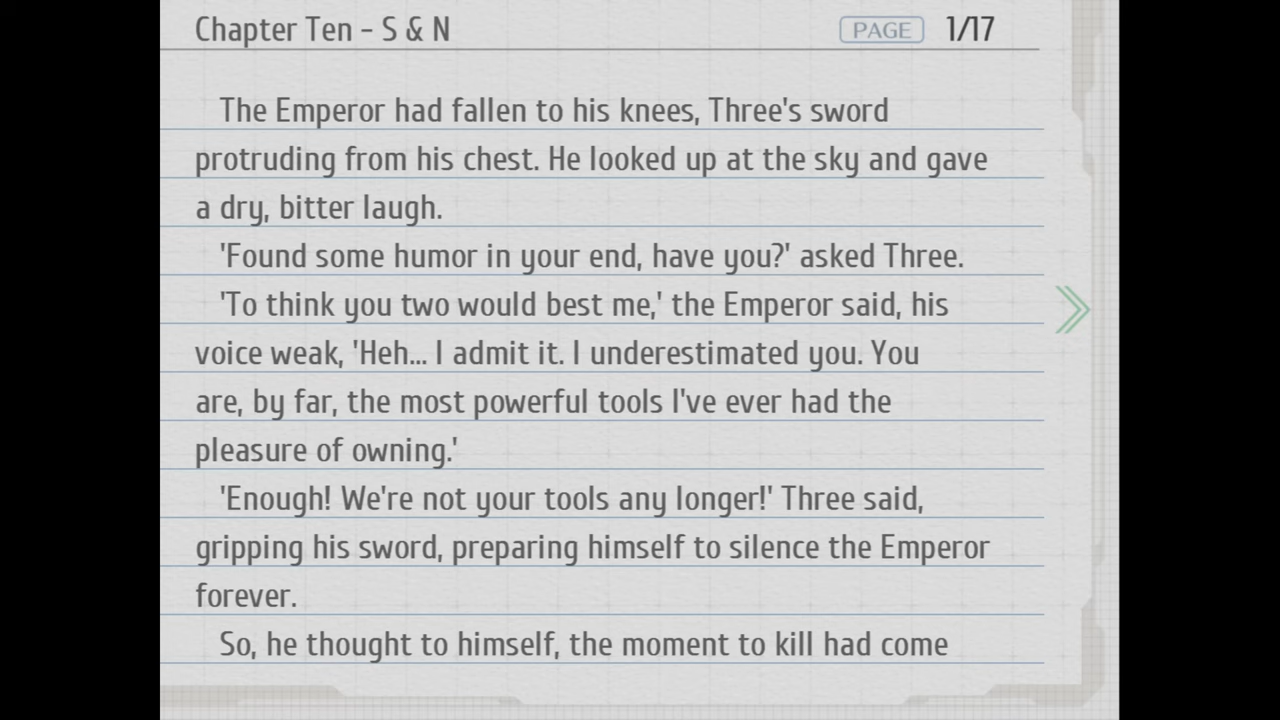 Chapter Ten - S & N
PAGE 1/17
The Emperor had fallen to his knees, Three's sword
protruding from his chest. He looked up at the sky and gave
a dry, bitter laugh.
'Found some humor in your end, have you?' asked Three.
'To think you two would best me,' the Emperor said, his
voice weak, 'Heh... I admit it. I underestimated you. You
are, by far, the most powerful tools I've ever had the
pleasure of owning.'
'Enough! We're not your tools any longer!' Three said,
gripping his sword, preparing himself to silence the Emperor
forever.
So, he thought to himself, the moment to kill had come